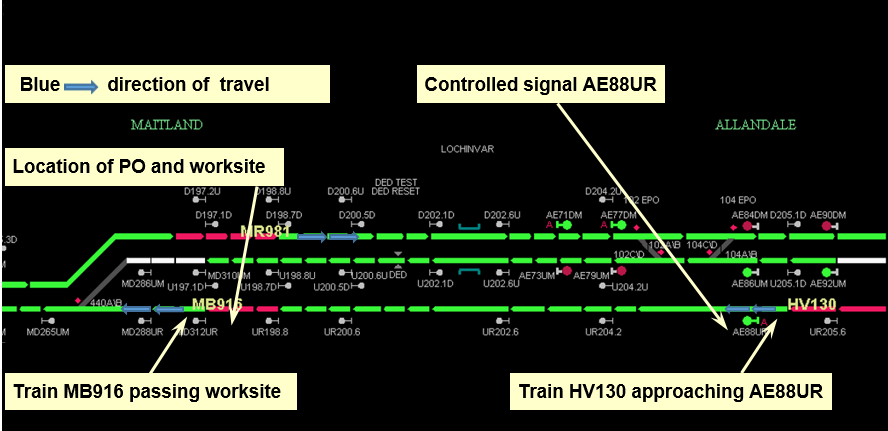 Blue direction of travel
Controlled signal AE88UR
MAITLAND
ALLANDALE
LOCHINVAR
Location of PO and worksite
DED TEST
DED RESET
D197.2U D198.8U D200.6U D204.2U 102 EPO 104 EPO
D197.1D D198.7D D200.5D D202.1D D202.6U AE71DM A AE77DM A AE84DM D205.1D AE90DM
5.3D
MR981
102A\B 104C\D
102C\D 104A\B
MD286UM MD310UM U198.8U U200.6U DED U202.1D U202.6U AE73UM AE79UM AE86UM U205.1D AE92UM
U197.1D U198.7D U200.5D U204.2U
440A\B MB916 HV130
MD265UM MD288UR MD312UR UR198.8 UR200.6 UR202.6 UR204.2 AE88UR A UR205.6
Train MB916 passing worksite
Train HV130 approaching AE88UR